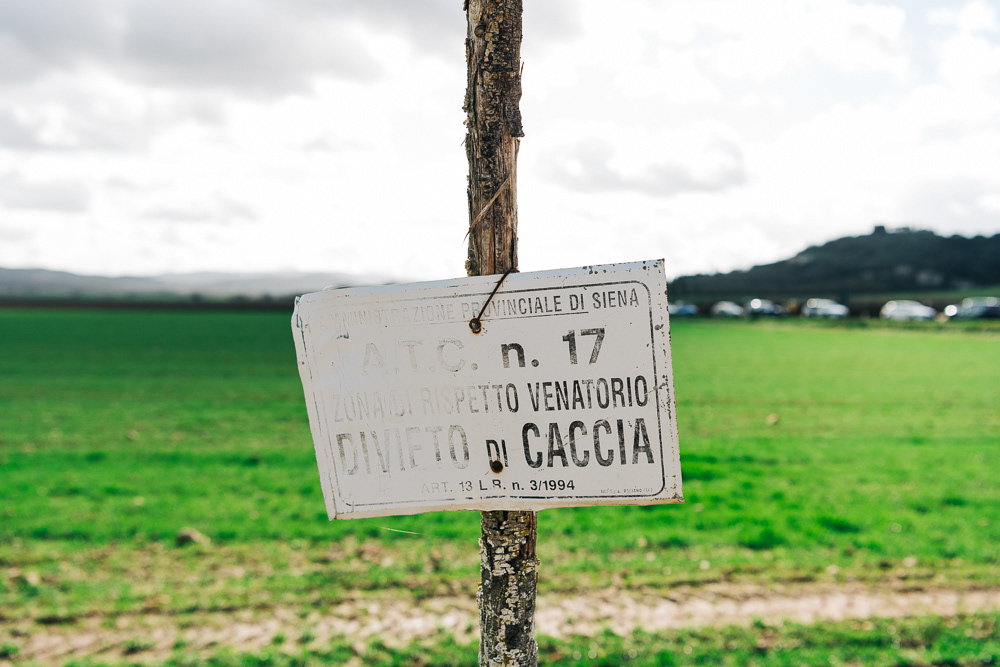 AMMINISTRAZIONE PROVINCIALE DI SIENA
A.T.C. n. 17
ZONA DI RISPETTO VENATORIO
DIVIETO DI CACCIA
ART. 13 L.R. n. 3/1994